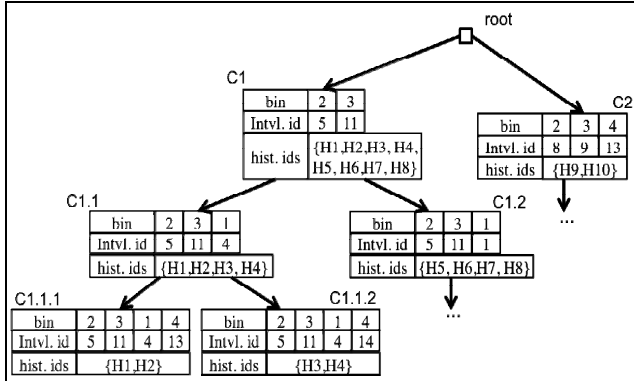 root
C1
bin 2 3
Intvl. id 5 11
hist. ids {H1,H2,H3, H4,
H5, H6,H7, H8}
C2
bin 2 3 4
Intvl. id 8 9 13
hist. ids {H9,H10}
...
C1.1
bin 2 3 1
Intvl. id 5 11 4
hist. ids {H1,H2,H3, H4}
C1.2
bin 2 3 1
Intvl. id 5 11 1
hist. ids {H5, H6,H7, H8}
...
C1.1.1
bin 2 3 1 4
Intvl. id 5 11 4 13
hist. ids {H1,H2}
C1.1.2
bin 2 3 1 4
Intvl. id 5 11 4 14
hist. ids {H3,H4}